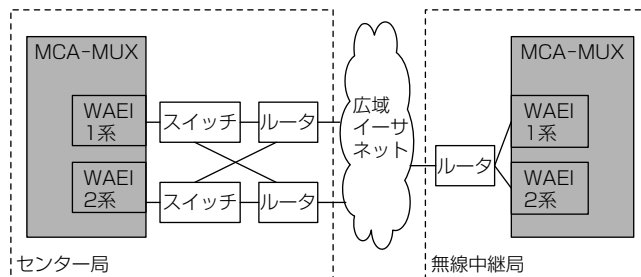 MCA-MUX
WAEI
1系
スイッチ
ルータ
WAEI
2系
スイッチ
ルータ
センター局
広域
イーサ
ネット
ルータ
MCA-MUX
WAEI
1系
WAEI
2系
無線中継局